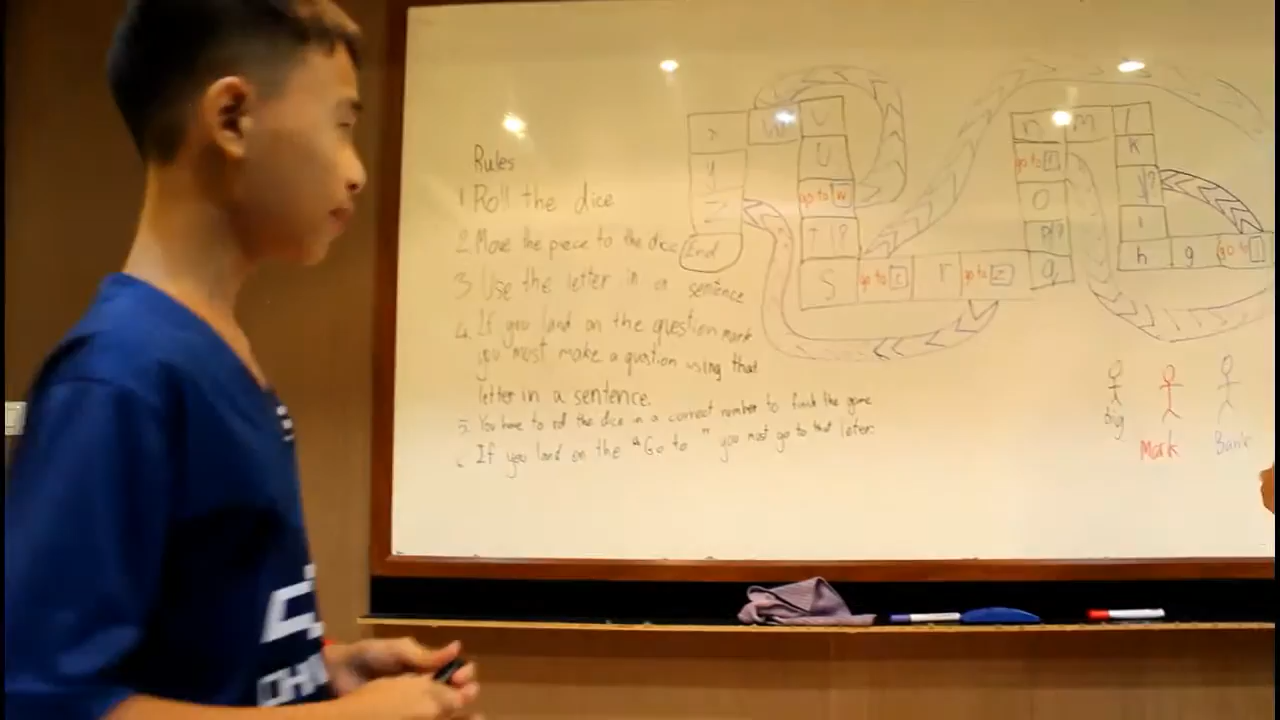 Rules
1 Roll the dice
2. Move the piece to the dice
3. Use the letter in a sentence
4. If you land on the question mark
you must make a question using that
letter in a sentence.
5. You have to roll the dice in a correct number to finish the game
6. If you land on the "Go to " you must go to that letter.
x w v
y u
z go to w
End T/?
S go to r go to z q
n m l
go to k
o j/?
P/? i
h g go to
Big Mark Bank